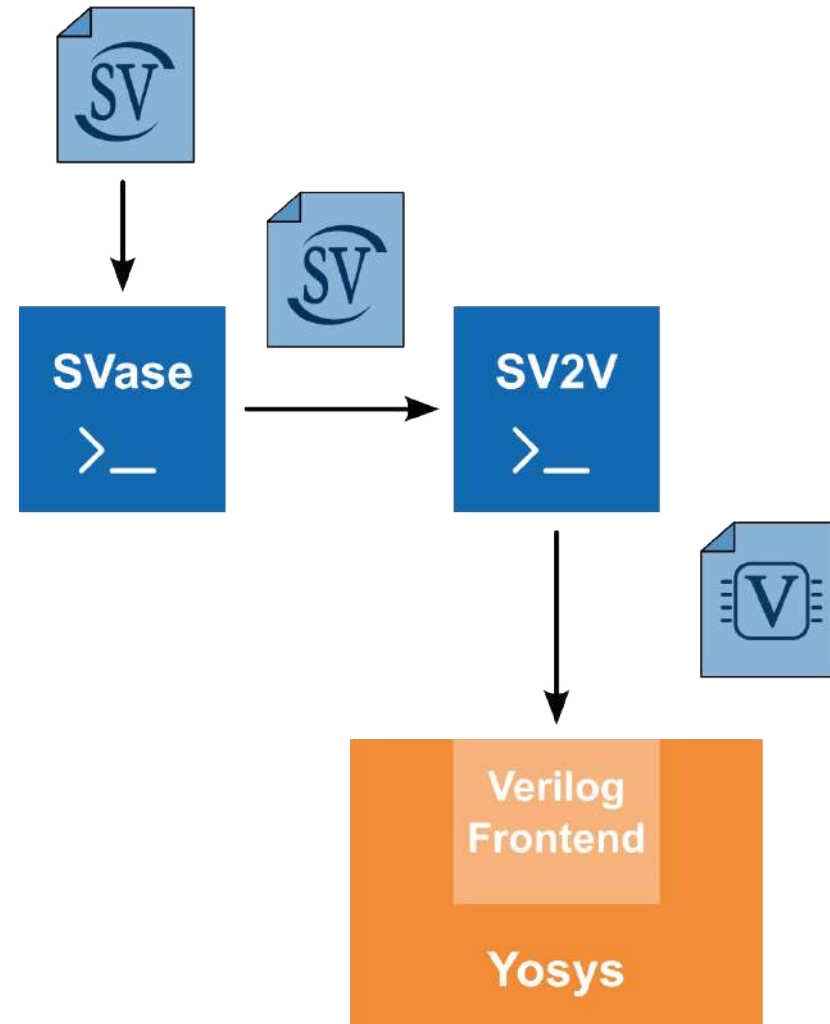 SV
SV
SVase
>_
SV2V
>_
V
Verilog
Frontend
Yosys